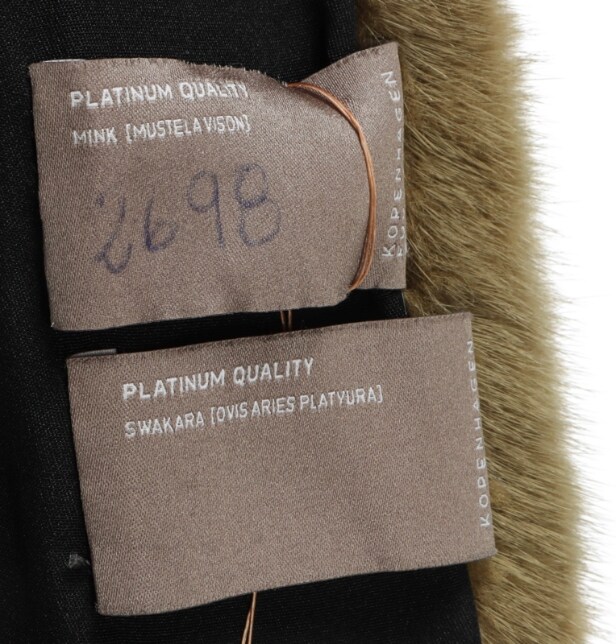 PLATINUM QUALITY
MINK [MUSTELA VISON]
2698
KOPENHAGEN
PLATINUM QUALITY
SWAKARA [OVIS ARIES PLATYURA]
KOPENHAGEN